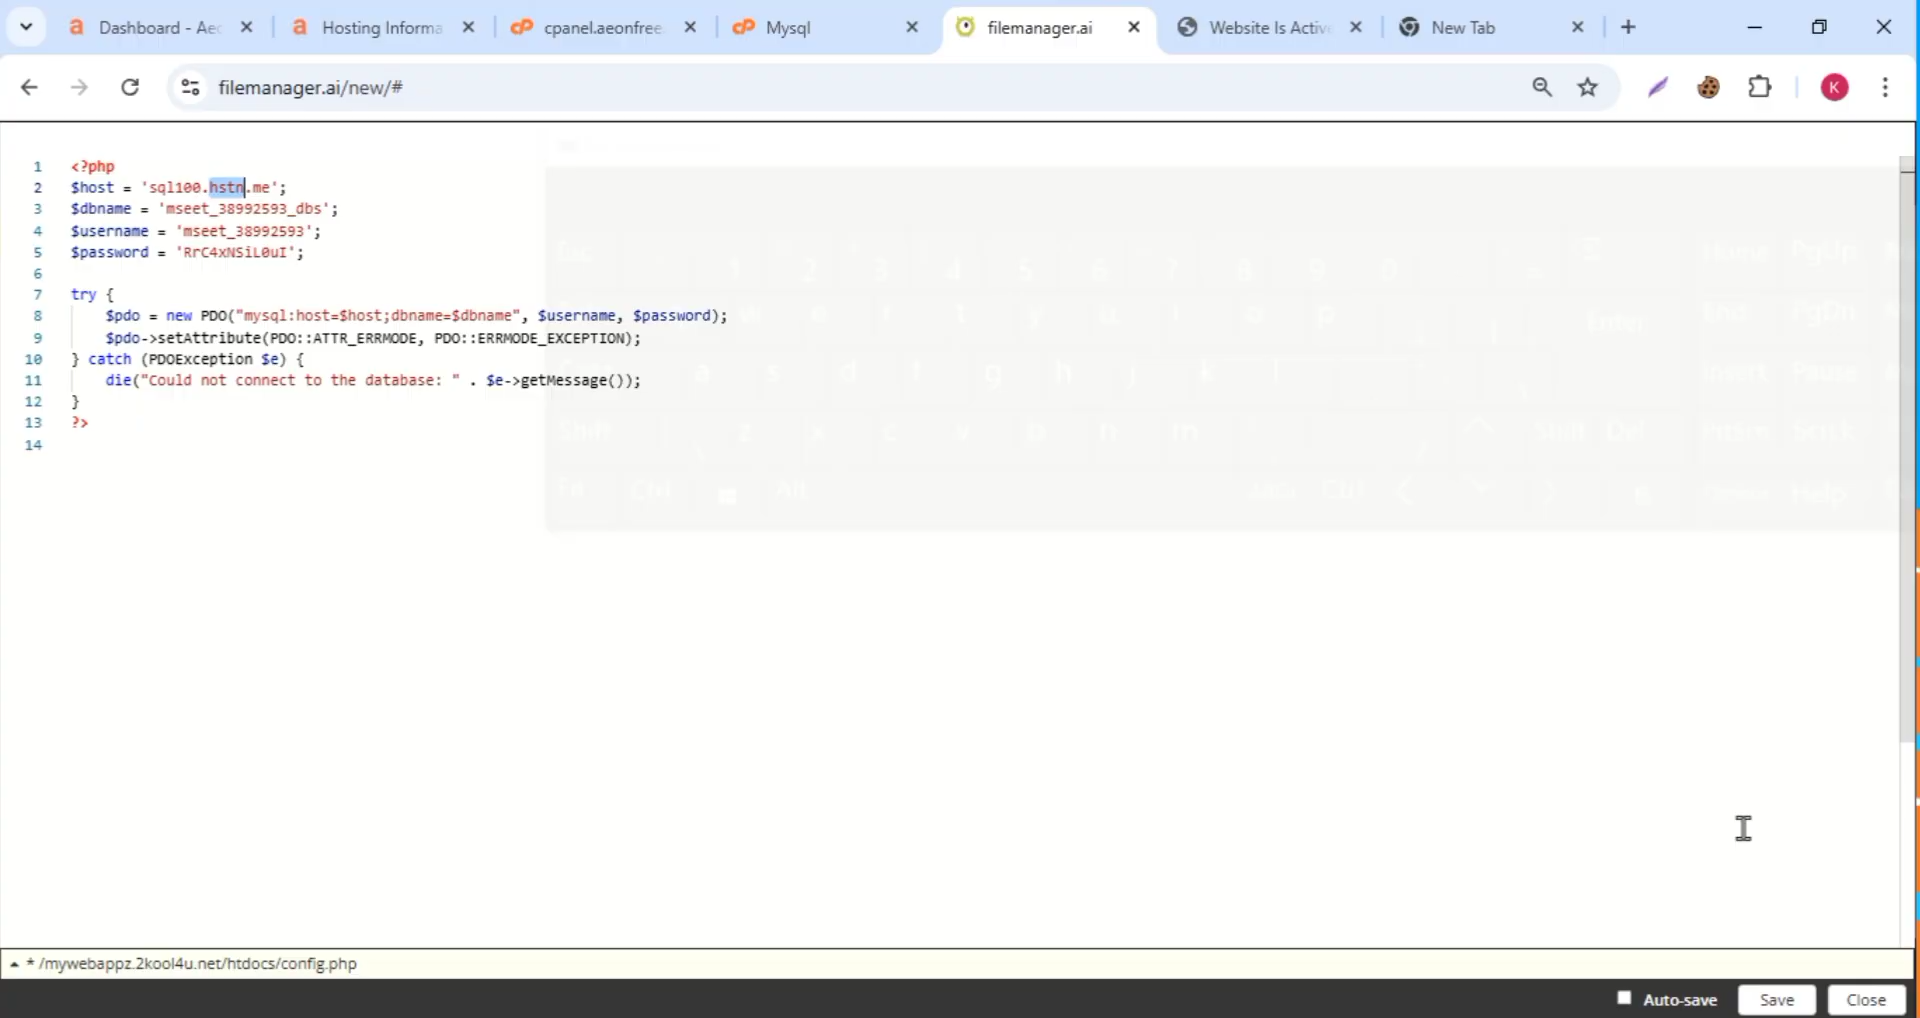 Dashboard - Aec
Hosting Informa
cpanel.aeonfree.
Mysql
filemanager.ai
Website Is Active
New Tab
filemanager.ai/new/#
K
1 <?php
2 $host = 'sql100.hstn.me';
3 $dbname = 'mseet_38992593_dbs';
4 $username = 'mseet_38992593';
5 $password = 'RrC4xNSiL0uI';
6
7 try {
8 $pdo = new PDO("mysql:host=$host;dbname=$dbname", $username, $password);
9 $pdo->setAttribute(PDO::ATTR_ERRMODE, PDO::ERRMODE_EXCEPTION);
10 } catch (PDOException $e) {
11 die("Could not connect to the database: " . $e->getMessage());
12 }
13 ?>
14
* /mywebappz.2kool4u.net/htdocs/config.php
Auto-save Save Close